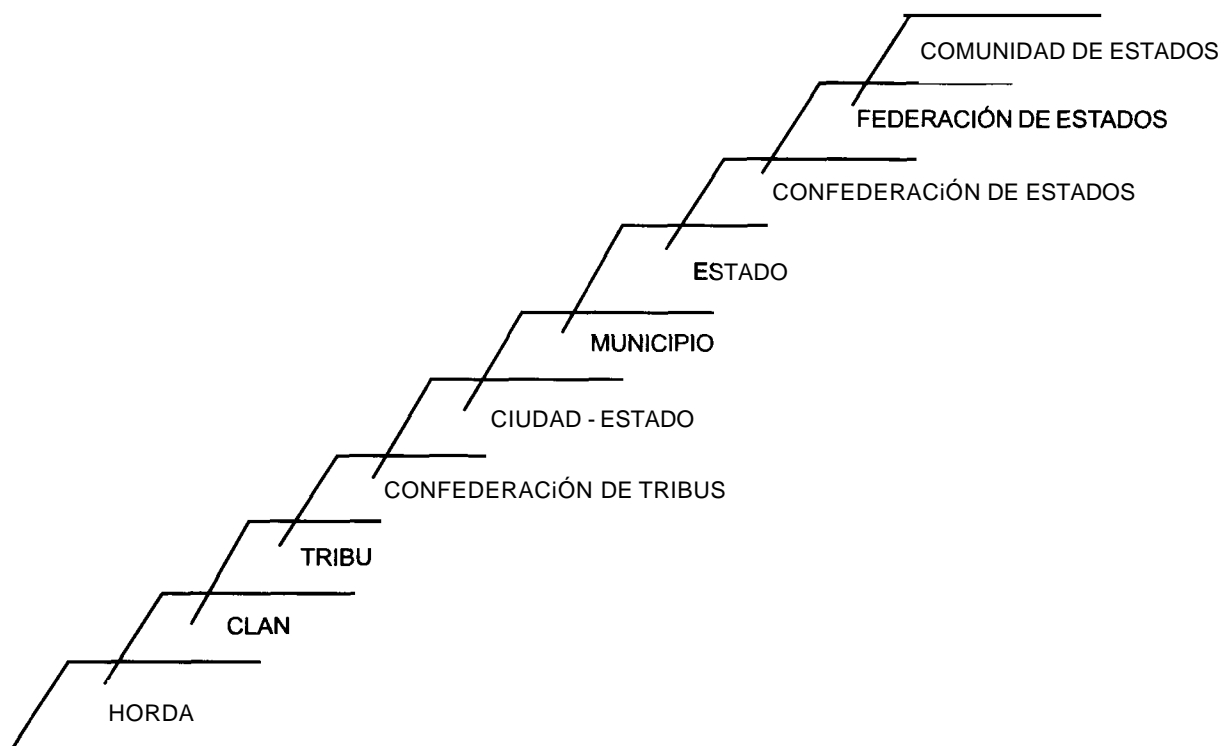 COMUNIDAD DE ESTADOS
FEDERACIÓN DE ESTADOS
CONFEDERACiÓN DE ESTADOS
ESTADO
MUNICIPIO
CIUDAD - ESTADO
CONFEDERACiÓN DE TRIBUS
TRIBU
CLAN
HORDA